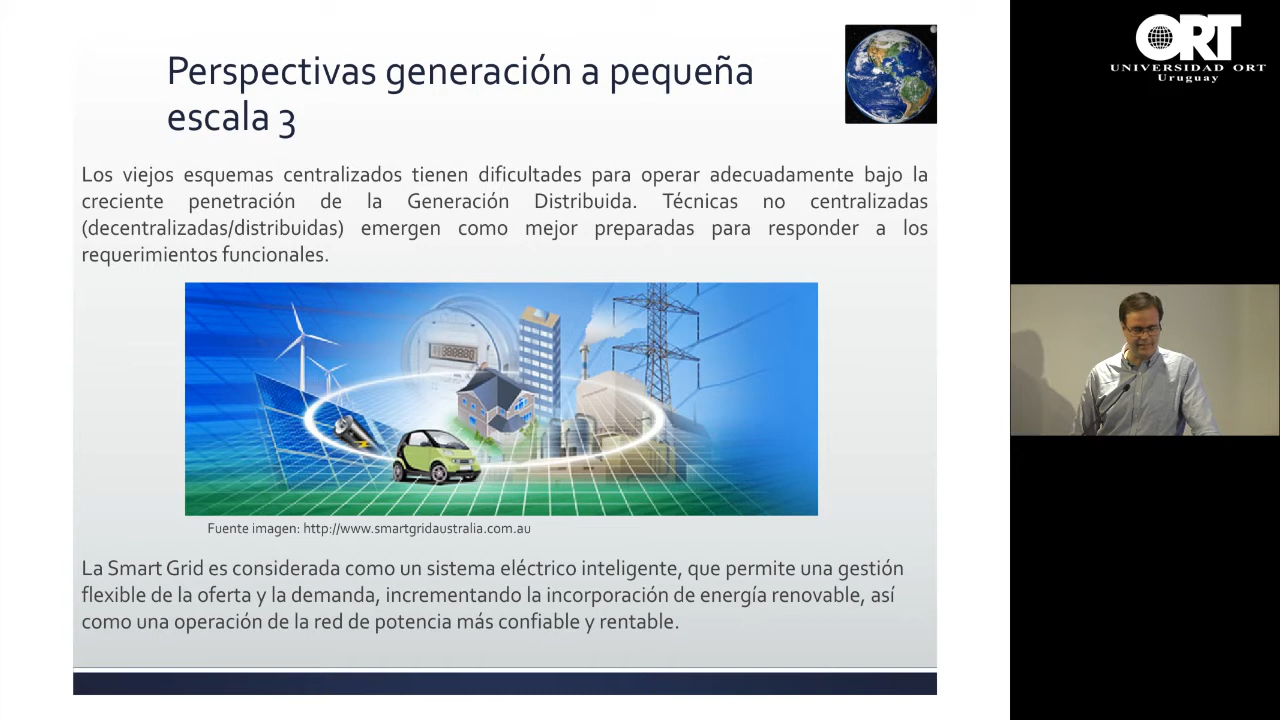 Perspectivas generación a pequeña
escala 3
Los viejos esquemas centralizados tienen dificultades para operar adecuadamente bajo la
creciente penetración de la Generación Distribuida. Técnicas no centralizadas
(decentralizadas/distribuidas) emergen como mejor preparadas para responder a los
requerimientos funcionales.
Fuente imagen: http://www.smartgridaustralia.com.au
La Smart Grid es considerada como un sistema eléctrico inteligente, que permite una gestión
flexible de la oferta y la demanda, incrementando la incorporación de energía renovable, así
como una operación de la red de potencia más confiable y rentable.
ORT
UNIVERSIDAD ORT
Uruguay